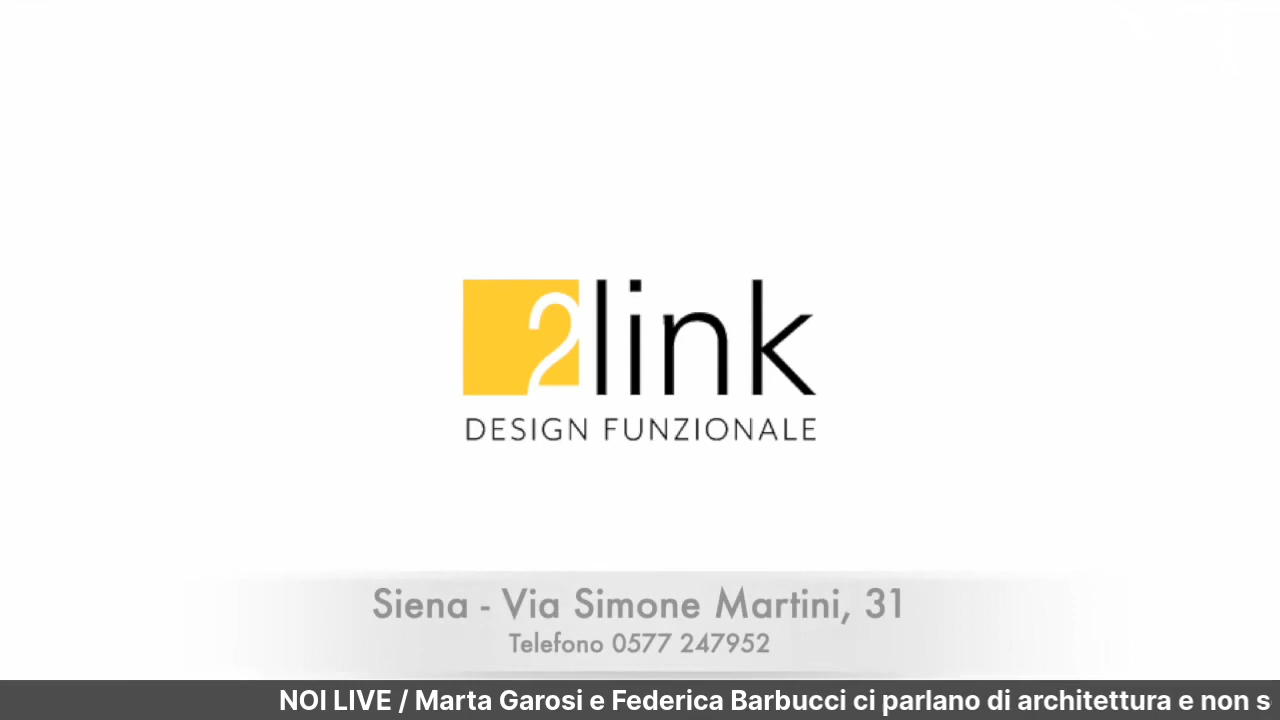 2link
DESIGN FUNZIONALE
Siena - Via Simone Martini, 31
Telefono 0577 247952
NOI LIVE / Marta Garosi e Federica Barbucci ci parlano di architettura e non s